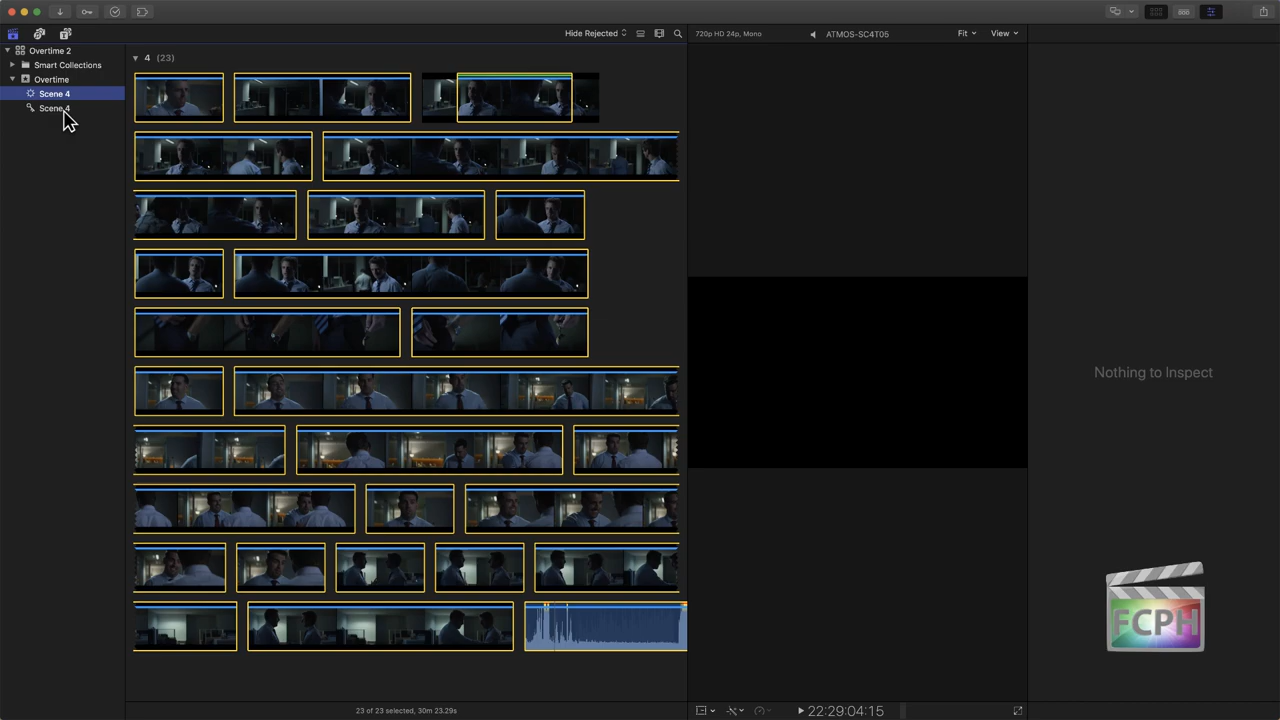 Hide Rejected
720p HD 24p, Mono
ATMOS-SC4T05
Fit
View
Overtime 2
Smart Collections
Overtime
Scene 4
Scene 4
4 (23)
Nothing to Inspect
FCPH
23 of 23 selected, 30m 23.29s
22:29:04:15